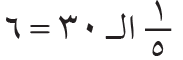 ١/٥ الـ ٣٠ = ٦